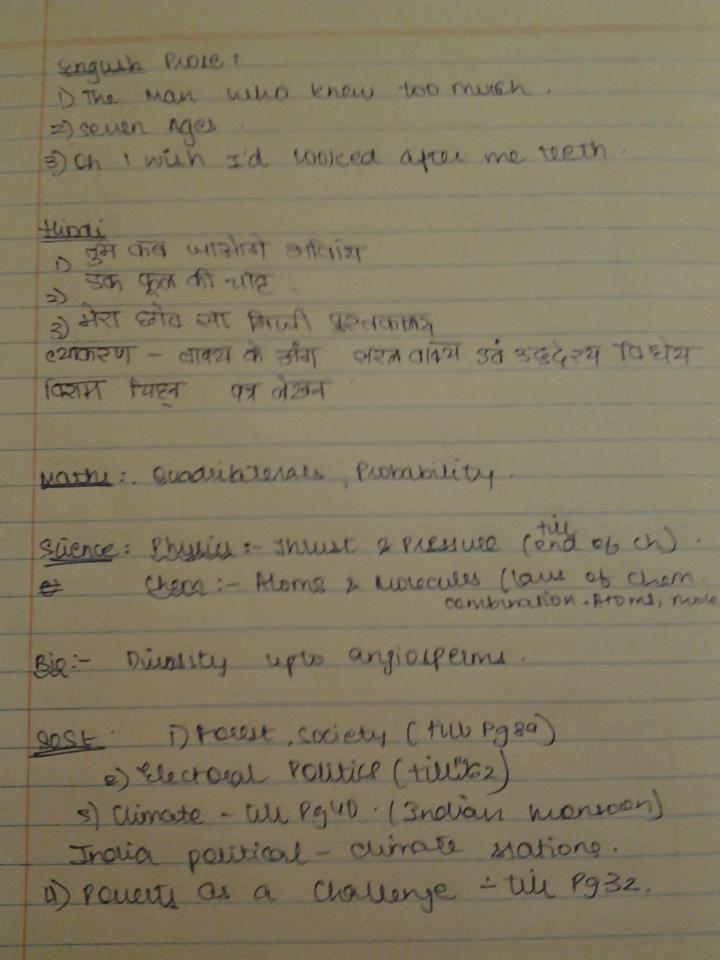 English Prose:
1) The Man who knew too much.
2) Seven Ages.
3) Oh I wish I'd looked after me teeth.
Hindi
1) तुम कब जाओगे अतिथि
2) एक फूल की चाह
3) मेरा छोटा सा निजी पुस्तकालय
व्याकरण - वाक्य के अंग सरल वाक्य एवं उद्देश्य विधेय
विराम चिह्न पत्र लेखन
Maths:- Quadrilaterals, Probability.
Science: Physics:- Thrust & Pressure (till end of ch).
Chem:- Atoms & Molecules (laws of chem.
combination. Atoms,
Bio:- Diversity upto angiosperms.
SOST. 1) Forest, Society (till Pg 89)
2) Electoral Politics (till 62)
3) Climate - till Pg 40. (Indian monsoon)
India political - climate stations.
4) Poverty as a challenge - till Pg 32.